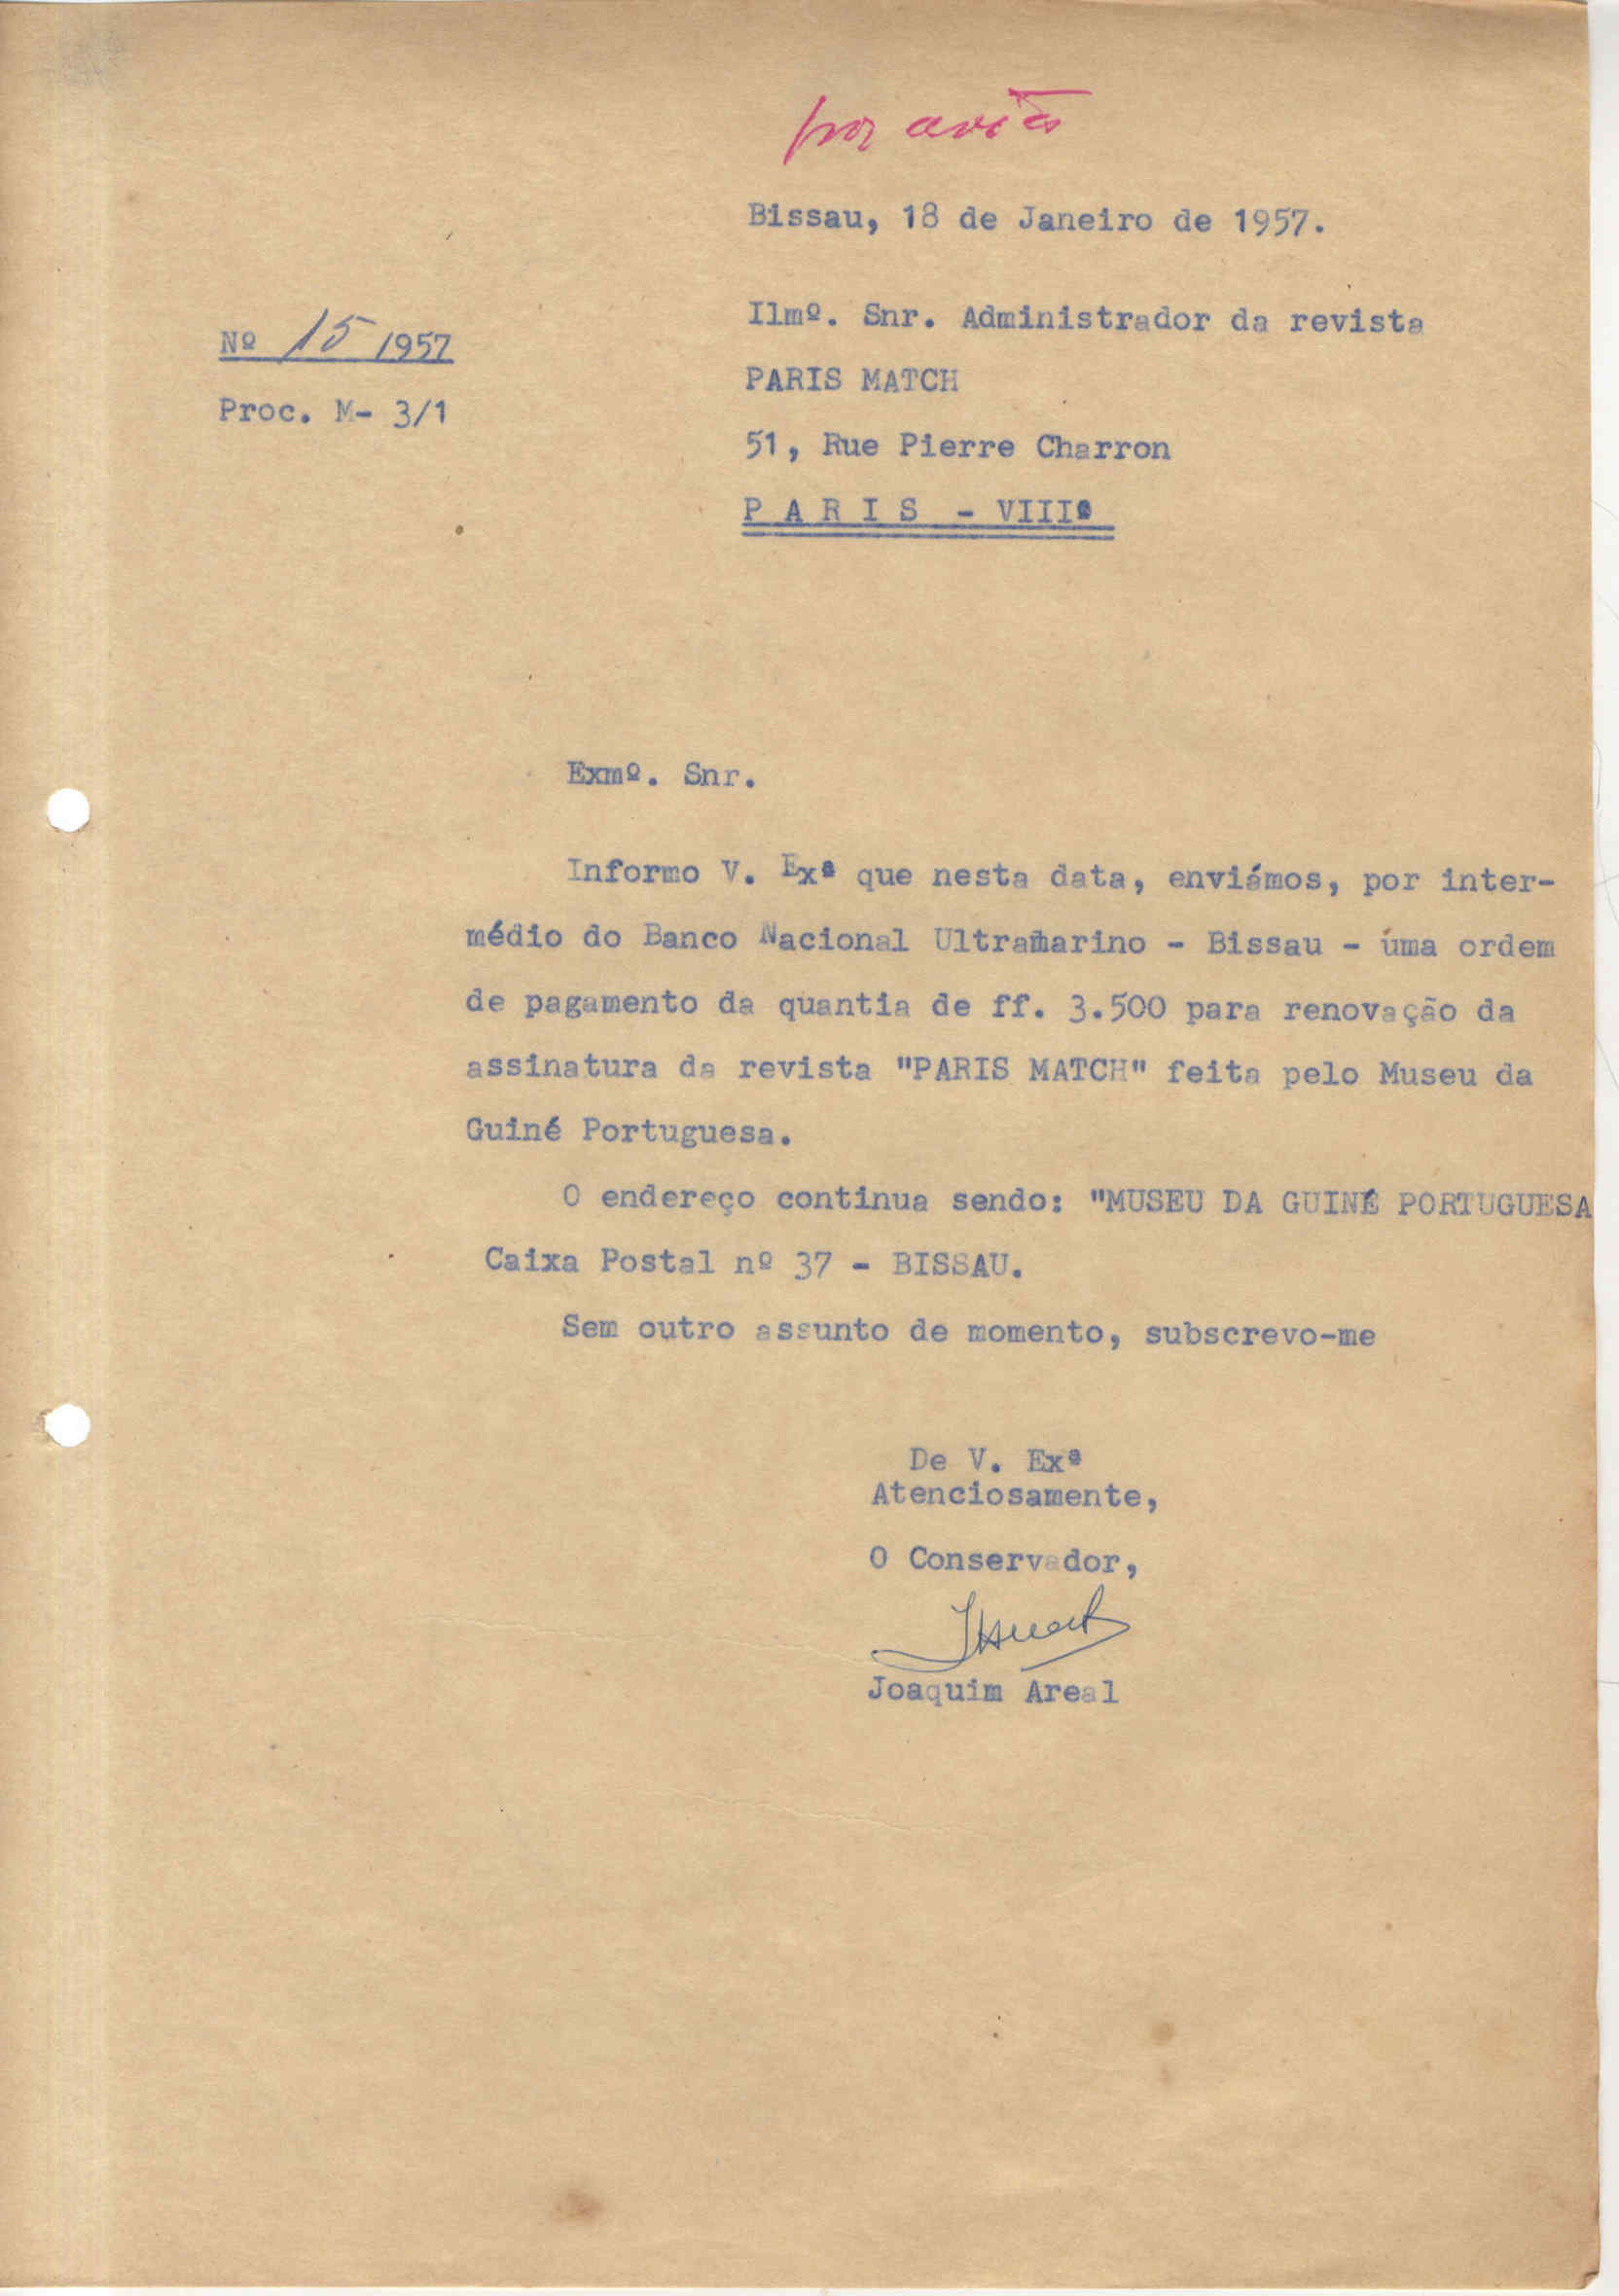 por avião
Bissau, 18 de Janeiro de 1957.
Nº 15 /1957
Proc. M- 3/1
Ilmº. Snr. Administrador da revista
PARIS MATCH
51, Rue Pierre Charron
P A R I S - VIIIº
Exmº. Snr.
Informo V. Exª que nesta data, enviámos, por inter-
médio do Banco Nacional Ultramarino - Bissau - uma ordem
de pagamento da quantia de ff. 3.500 para renovação da
assinatura da revista "PARIS MATCH" feita pelo Museu da
Guiné Portuguesa.
O endereço continua sendo: "MUSEU DA GUINÉ PORTUGUESA
Caixa Postal nº 37 - BISSAU.
Sem outro assunto de momento, subscrevo-me
De V. Exª
Atenciosamente,
O Conservador,
Joaquim Areal